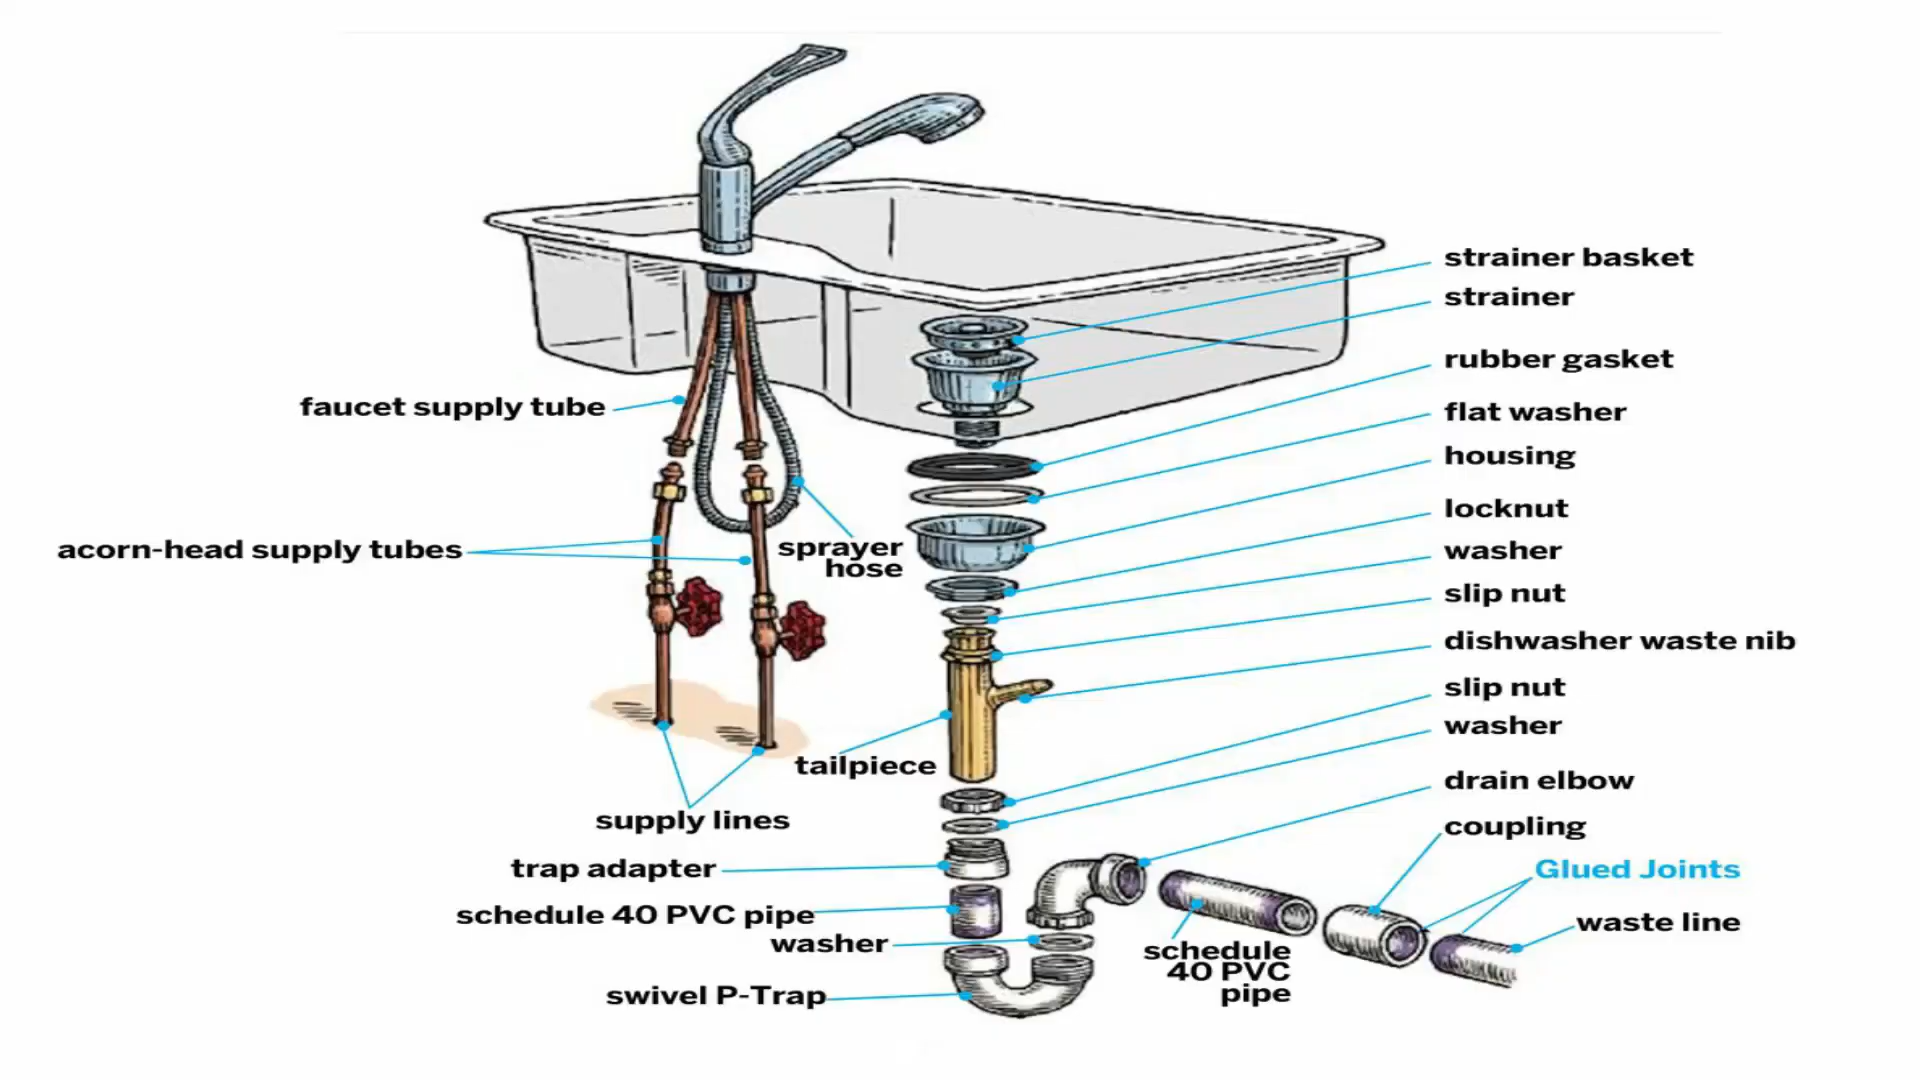 strainer basket
strainer
rubber gasket
faucet supply tube
flat washer
housing
locknut
acorn-head supply tubes
sprayer
hose
washer
slip nut
dishwasher waste nib
slip nut
washer
tailpiece
drain elbow
supply lines
coupling
trap adapter
Glued Joints
schedule 40 PVC pipe
waste line
washer
schedule
40 PVC
pipe
swivel P-Trap